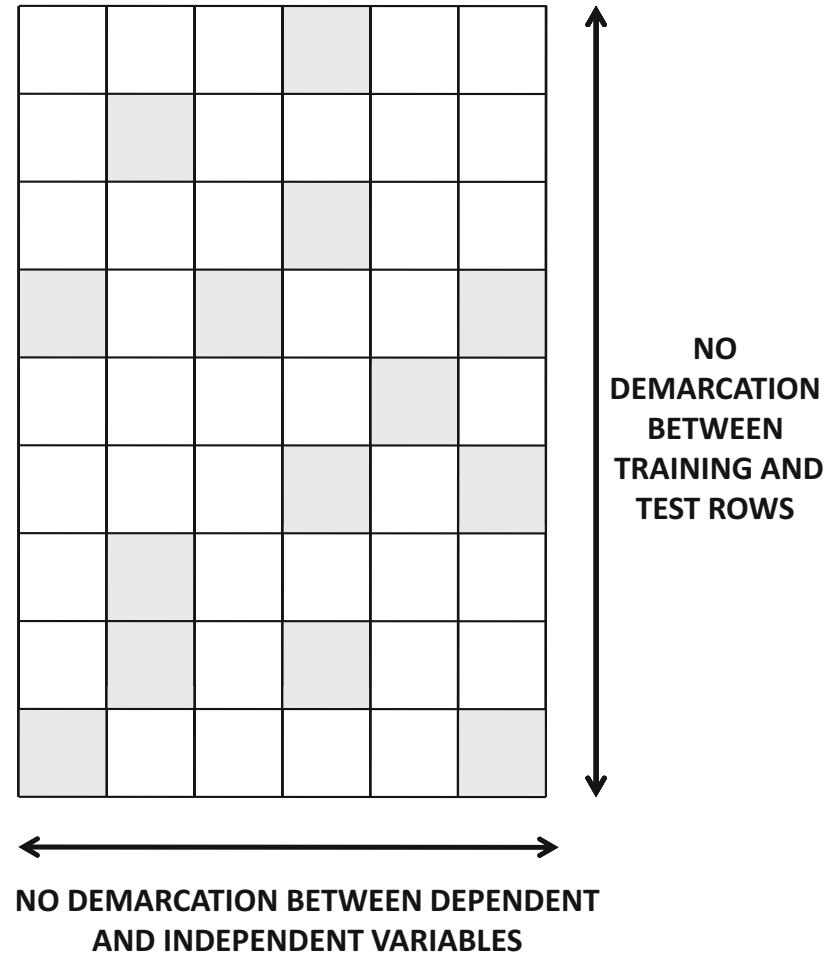 NO
DEMARCATION
BETWEEN
TRAINING AND
TEST ROWS
NO DEMARCATION BETWEEN DEPENDENT
AND INDEPENDENT VARIABLES